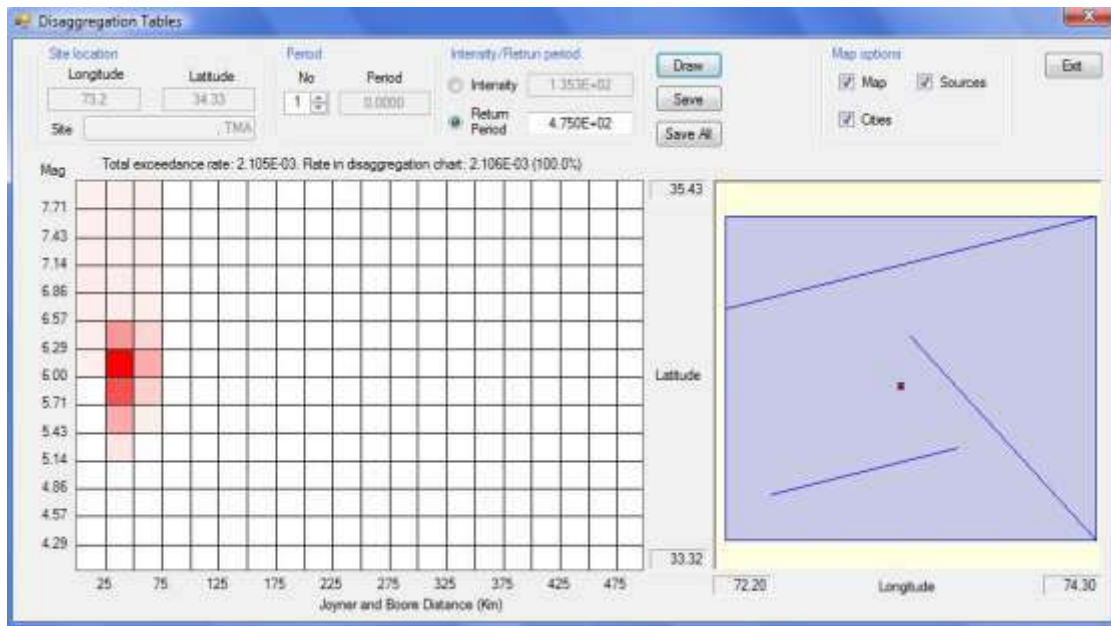 Disaggregation Tables
Site location
Longitude Latitude
73.2 34.33
Site , TMA
Period
No Period
1 0.0000
Intensity/Retrun period
Intensity 1.353E+02
Return Period 4.750E+02
Draw
Save
Save All
Map options
Map Sources
Cities
Exit
Mag Total exceedance rate: 2.105E-03. Rate in disaggregation chart: 2.106E-03 (100.0%)
7.71
7.43
7.14
6.86
6.57
6.29
6.00
5.71
5.43
5.14
4.86
4.57
4.29
25 75 125 175 225 275 325 375 425 475
Joyner and Boore Distance (Km)
35.43
Latitude
33.32
72.20 Longitude 74.30